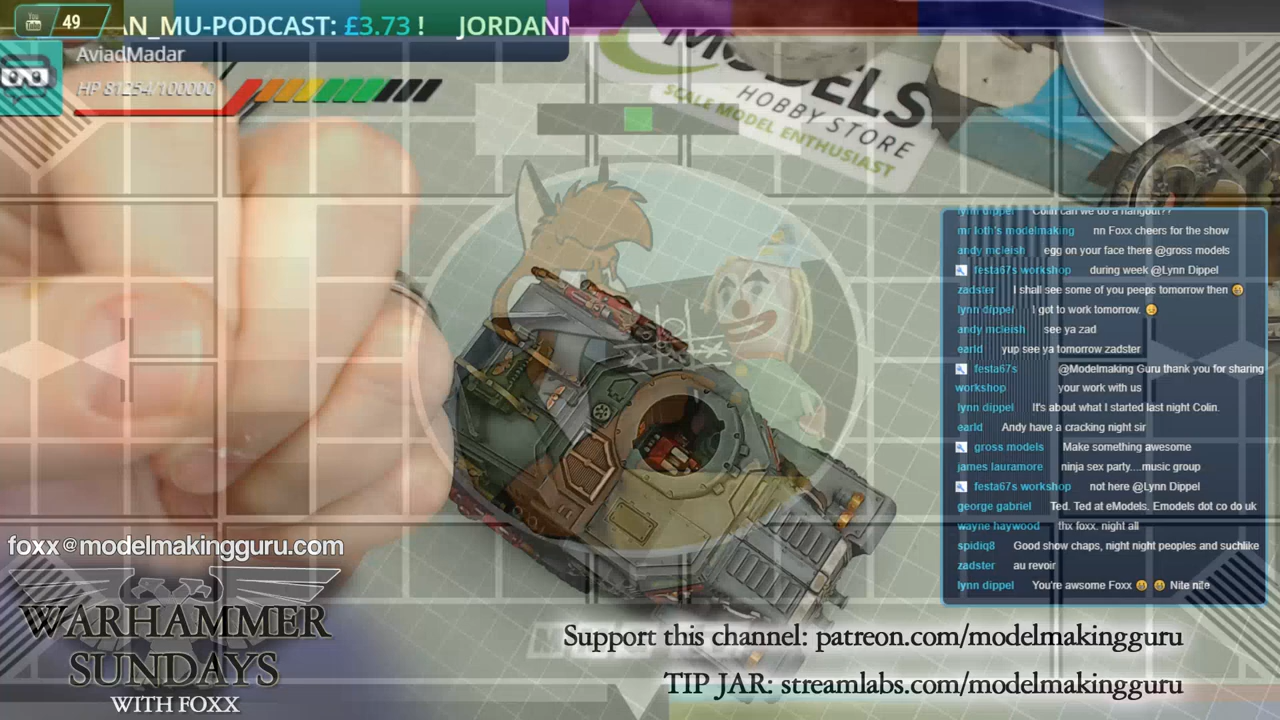 49
AN_MU-PODCAST: £3.73 ! JORDANN
AviadMadar
HP 81254/100000
MODELS
HOBBY STORE
SCALE MODEL ENTHUSIAST
lynn dippel Colin can we do a hangout??
mr loth's modelmaking nn Foxx cheers for the show
andy mcleish egg on your face there @gross models
festa67s workshop during week @Lynn Dippel
zadster I shall see some of you peeps tomorrow then
lynn dippel I got to work tomorrow.
andy mcleish see ya zad
earld yup see ya tomorrow zadster
festa67s @Modelmaking Guru thank you for sharing
workshop your work with us
lynn dippel It's about what I started last night Colin.
earld Andy have a cracking night sir
gross models Make something awesome
james lauramore ninja sex party....music group
festa67s workshop not here @Lynn Dippel
george gabriel Ted. Ted at eModels. Emodels dot co do uk
wayne haywood thx foxx. night all
spidiq8 Good show chaps, night night peoples and suchlike
zadster au revoir
lynn dippel You're awsome Foxx Nite nite
foxx@modelmakingguru.com
WARHAMMER
SUNDAYS
WITH FOXX
Support this channel: patreon.com/modelmakingguru
TIP JAR: streamlabs.com/modelmakingguru